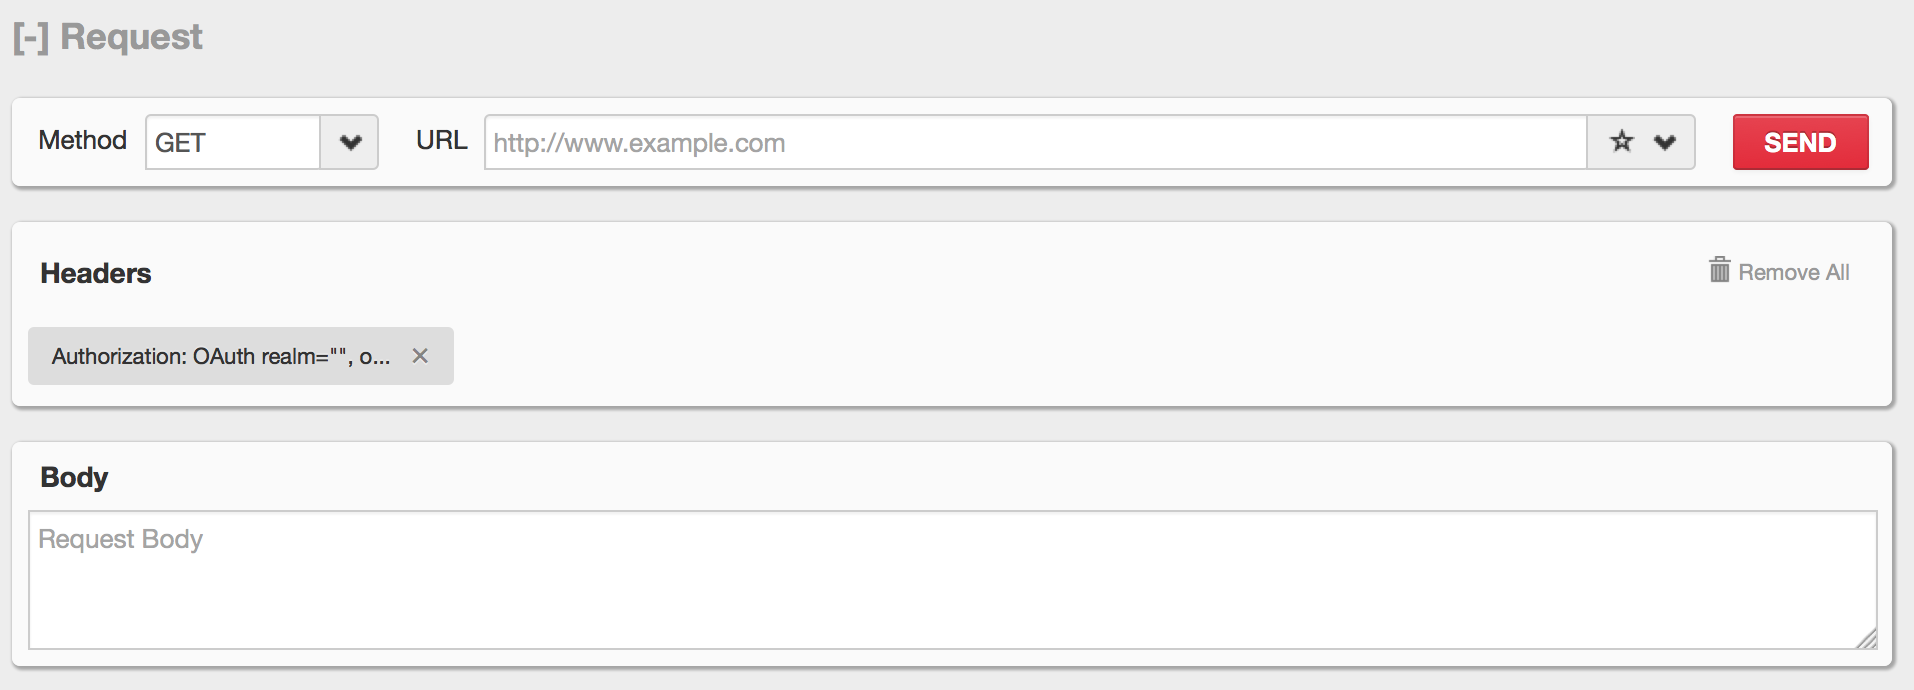 [-] Request
Method GET URL http://www.example.com SEND
Headers Remove All
Authorization: OAuth realm="", o... ×
Body
Request Body